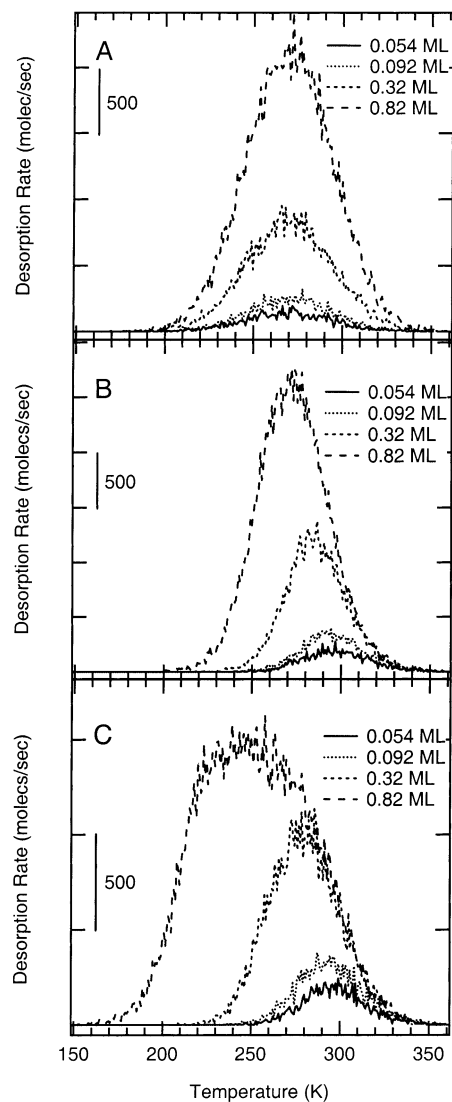 A
Desorption Rate (molec/sec)
500
0.054 ML
0.092 ML
0.32 ML
0.82 ML
B
Desorption Rate (molecs/sec)
500
0.054 ML
0.092 ML
0.32 ML
0.82 ML
C
Desorption Rate (molecs/sec)
500
0.054 ML
0.092 ML
0.32 ML
0.82 ML
150 200 250 300 350
Temperature (K)